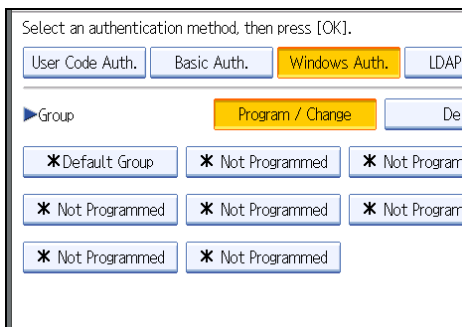 Select an authentication method, then press [OK].
User Code Auth. Basic Auth. Windows Auth. LDAP
▶Group Program / Change De
*Default Group * Not Programmed * Not Program
* Not Programmed * Not Programmed * Not Program
* Not Programmed * Not Programmed